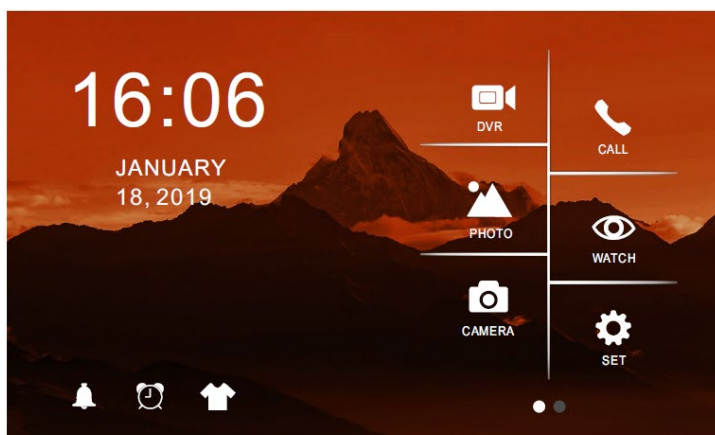 16:06
JANUARY
18, 2019
DVR
CALL
PHOTO
WATCH
CAMERA
SET